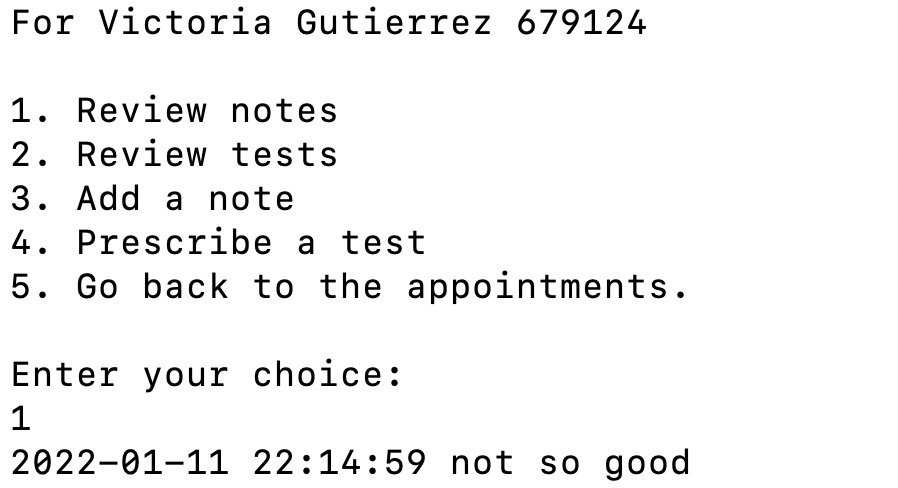 For Victoria Gutierrez 679124
1. Review notes
2. Review tests
3. Add a note
4. Prescribe a test
5. Go back to the appointments.
Enter your choice:
1
2022-01-11 22:14:59 not so good